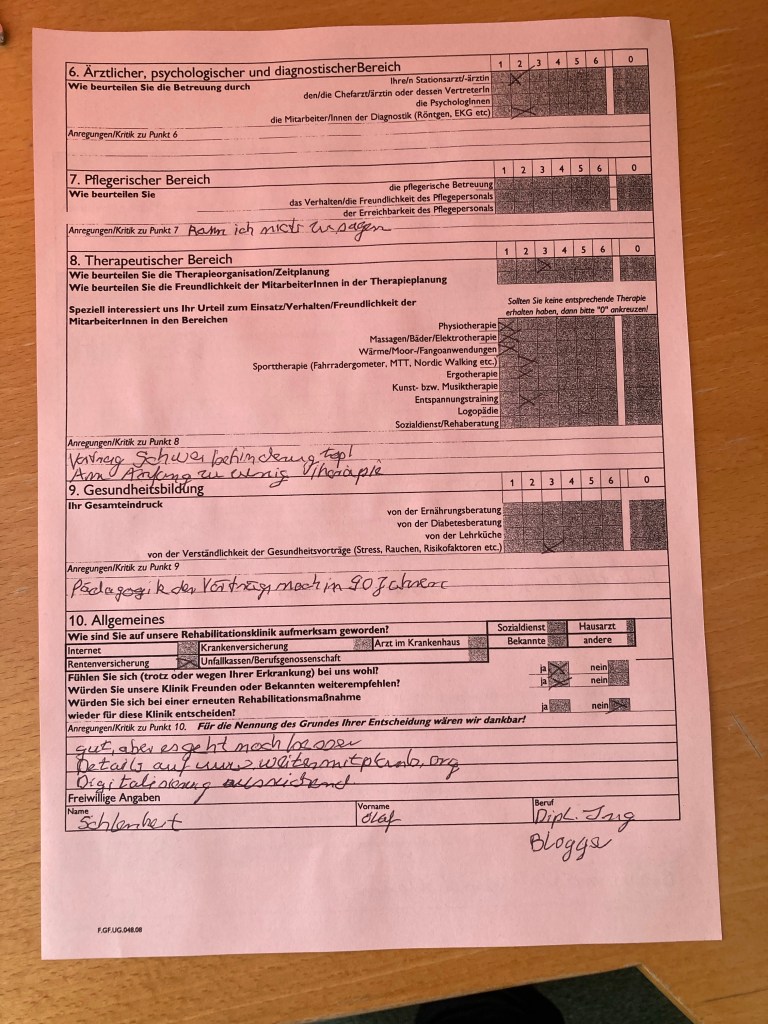 6. Ärztlicher, psychologischer und diagnostischerBereich 1 2 3 4 5 6 0
Wie beurteilen Sie die Betreuung durch
Ihre/n Stationsarzt/-ärztin
den/die Chefarzt/ärztin oder dessen VertreterIn
die PsychologInnen
die Mitarbeiter/Innen der Diagnostik (Röntgen, EKG etc)
Anregungen/Kritik zu Punkt 6
7. Pflegerischer Bereich 1 2 3 4 5 6 0
Wie beurteilen Sie
die pflegerische Betreuung
das Verhalten/die Freundlichkeit des Pflegepersonals
der Erreichbarkeit des Pflegepersonals
Anregungen/Kritik zu Punkt 7 Kann ich nichts zu sagen
8. Therapeutischer Bereich 1 2 3 4 5 6 0
Wie beurteilen Sie die Therapieorganisation/Zeitplanung
Wie beurteilen Sie die Freundlichkeit der MitarbeiterInnen in der Therapieplanung
Speziell interessiert uns Ihr Urteil zum Einsatz/Verhalten/Freundlichkeit der
MitarbeiterInnen in den Bereichen
Sollten Sie keine entsprechende Therapie
erhalten haben, dann bitte "0" ankreuzen!
Physiotherapie
Massagen/Bäder/Elektrotherapie
Wärme/Moor-/Fangoanwendungen
Sporttherapie (Fahrradergometer, MTT, Nordic Walking etc.)
Ergotherapie
Kunst- bzw. Musiktherapie
Entspannungstraining
Logopädie
Sozialdienst/Rehaberatung
Anregungen/Kritik zu Punkt 8
Vortrag Schwerbehinderung top!
Am Anfang zu wenig Therapie
9. Gesundheitsbildung 1 2 3 4 5 6 0
Ihr Gesamteindruck
von der Ernährungsberatung
von der Diabetesberatung
von der Lehrküche
von der Verständlichkeit der Gesundheitsvorträge (Stress, Rauchen, Risikofaktoren etc.)
Anregungen/Kritik zu Punkt 9
Pädagogik der Vorträge noch in 90 Jahren
10. Allgemeines
Wie sind Sie auf unsere Rehabilitationsklinik aufmerksam geworden?
Sozialdienst Hausarzt
Internet Krankenversicherung Arzt im Krankenhaus Bekannte andere
Rentenversicherung Unfallkassen/Berufsgenossenschaft
Fühlen Sie sich (trotz oder wegen Ihrer Erkrankung) bei uns wohl? ja nein
Würden Sie unsere Klinik Freunden oder Bekannten weiterempfehlen? ja nein
Würden Sie sich bei einer erneuten Rehabilitationsmaßnahme
wieder für diese Klinik entscheiden? ja nein
Anregungen/Kritik zu Punkt 10. Für die Nennung des Grundes Ihrer Entscheidung wären wir dankbar!
gut, aber es geht noch besser
Details auf
Digitalisierung ausreichend
Freiwillige Angaben
Name Vorname Beruf
Olaf Dipl. Ing
Blogger
F.GF.UG.048.08